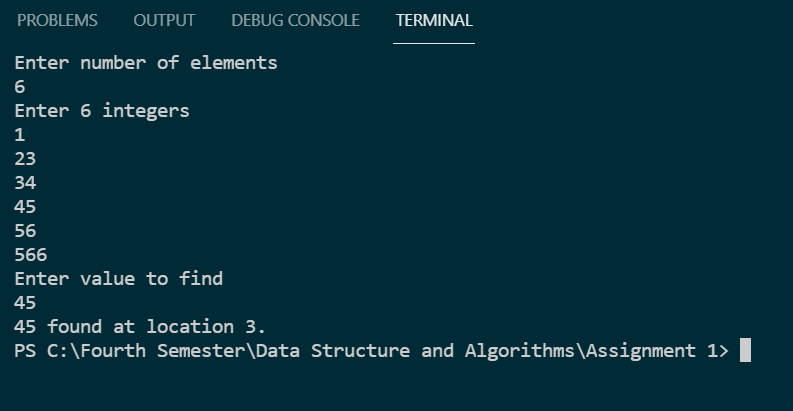 PROBLEMS OUTPUT DEBUG CONSOLE TERMINAL
Enter number of elements
6
Enter 6 integers
1
23
34
45
56
566
Enter value to find
45
45 found at location 3.
PS C:\Fourth Semester\Data Structure and Algorithms\Assignment 1>